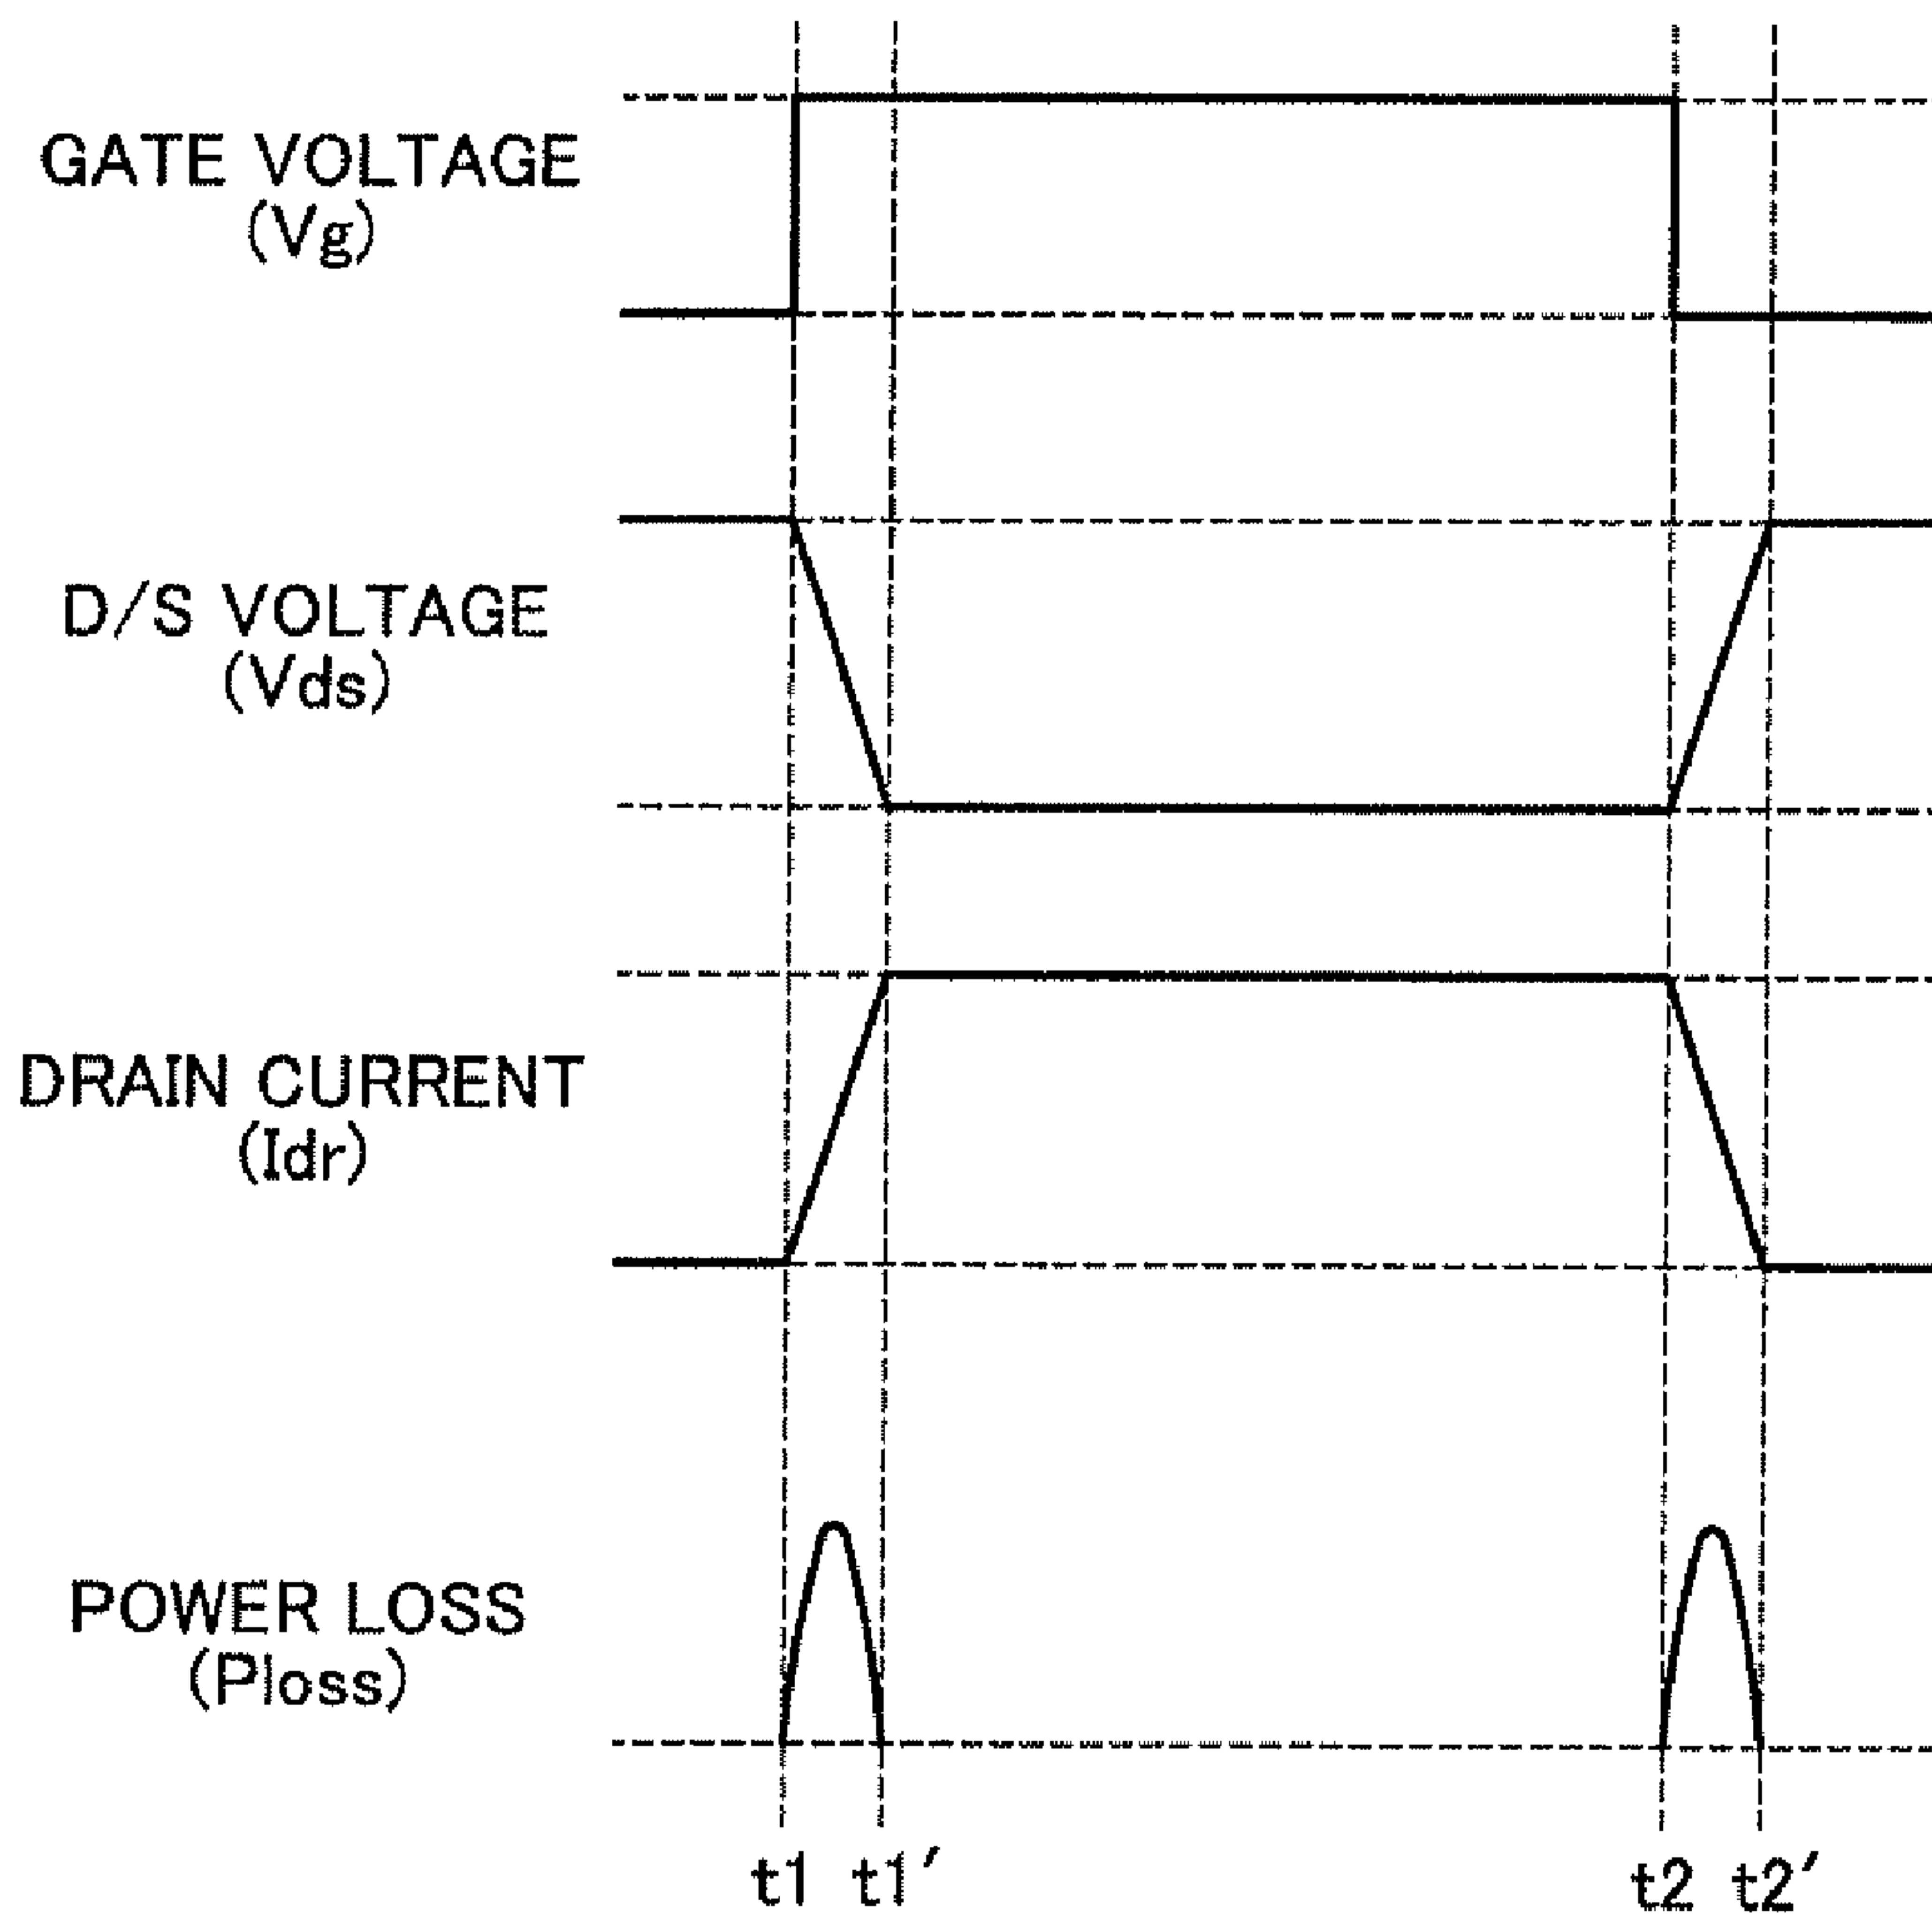 GATE VOLTAGE
(Vg)
D/S VOLTAGE
(Vds)
DRAIN CURRENT
(Idr)
POWER LOSS
(Ploss)
t1 t1′ t2 t2′